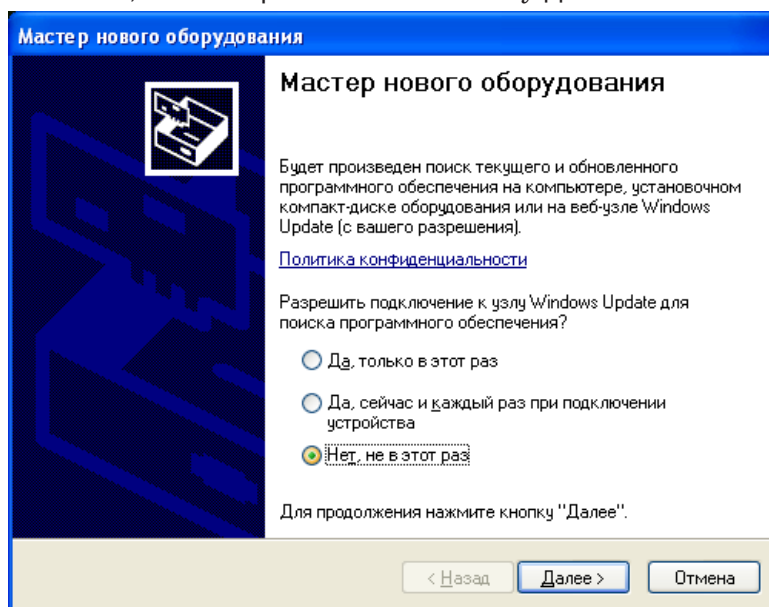 Мастер нового оборудования
Мастер нового оборудования
Будет произведен поиск текущего и обновленного
программного обеспечения на компьютере, установочном
компакт-диске оборудования или на веб-узле Windows
Update (с вашего разрешения).
Политика конфиденциальности
Разрешить подключение к узлу Windows Update для
поиска программного обеспечения?
Да, только в этот раз
Да, сейчас и каждый раз при подключении
устройства
Нет, не в этот раз
Для продолжения нажмите кнопку "Далее".
< Назад Далее > Отмена